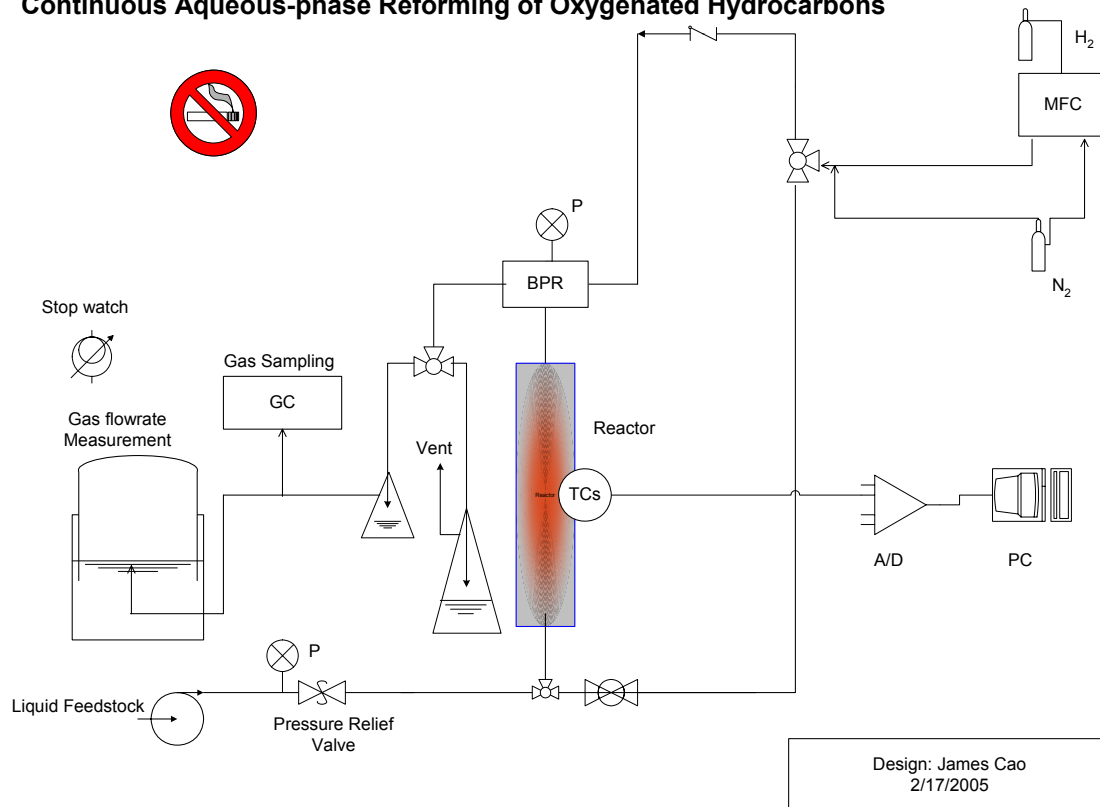 Continuous Aqueous-phase Reforming of Oxygenated Hydrocarbons
H2
MFC
P
BPR
N2
Stop watch
Gas Sampling
GC
Gas flowrate
Measurement
Vent
Reactor
Reactor
TCs
A/D
PC
P
Liquid Feedstock
Pressure Relief
Valve
Design: James Cao
2/17/2005